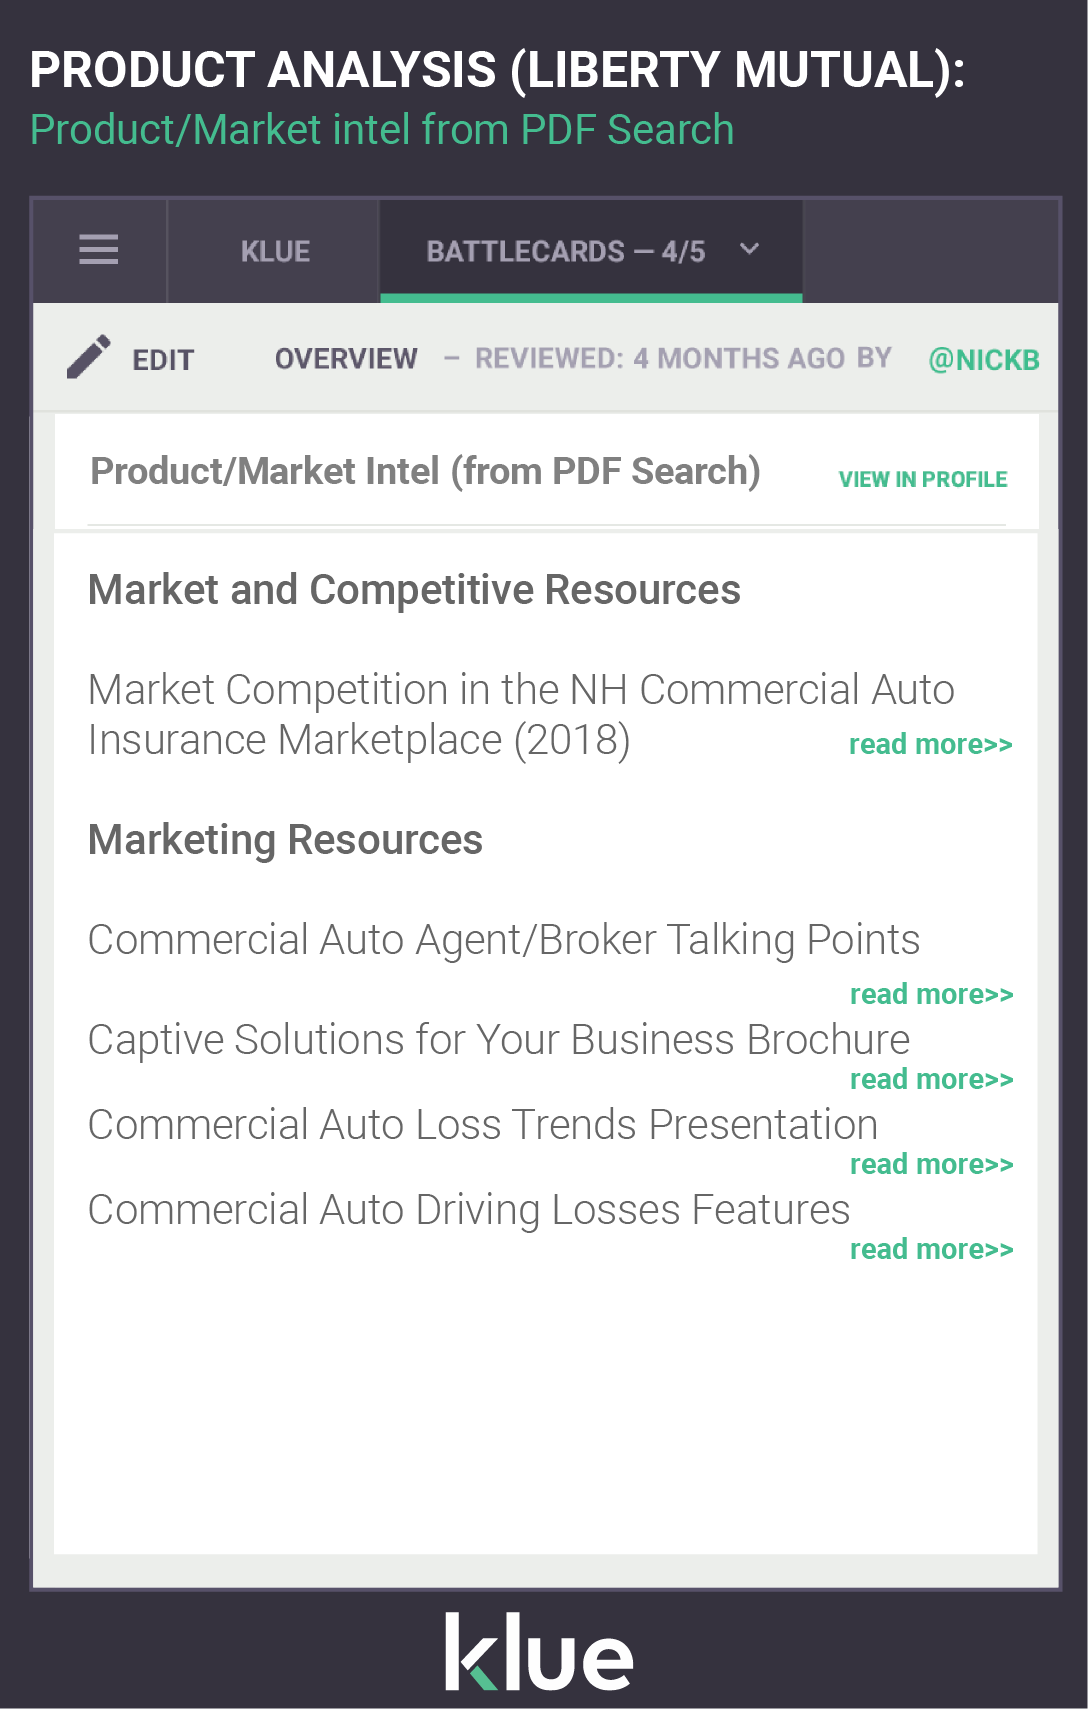 PRODUCT ANALYSIS (LIBERTY MUTUAL):
Product/Market intel from PDF Search
KLUE
BATTLECARDS – 4/5
EDIT
OVERVIEW – REVIEWED: 4 MONTHS AGO BY @NICKB
Product/Market Intel (from PDF Search)
VIEW IN PROFILE
Market and Competitive Resources
Market Competition in the NH Commercial Auto
Insurance Marketplace (2018)
read more>>
Marketing Resources
Commercial Auto Agent/Broker Talking Points
read more>>
Captive Solutions for Your Business Brochure
read more>>
Commercial Auto Loss Trends Presentation
read more>>
Commercial Auto Driving Losses Features
read more>>
klue